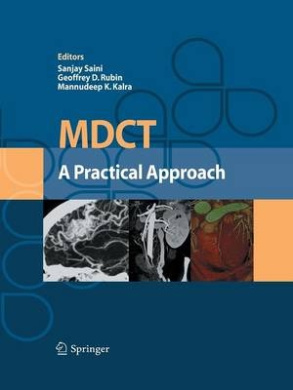 Editors
Sanjay Saini
Geoffrey D. Rubin
Mannudeep K. Kalra
MDCT
A Practical Approach
Springer